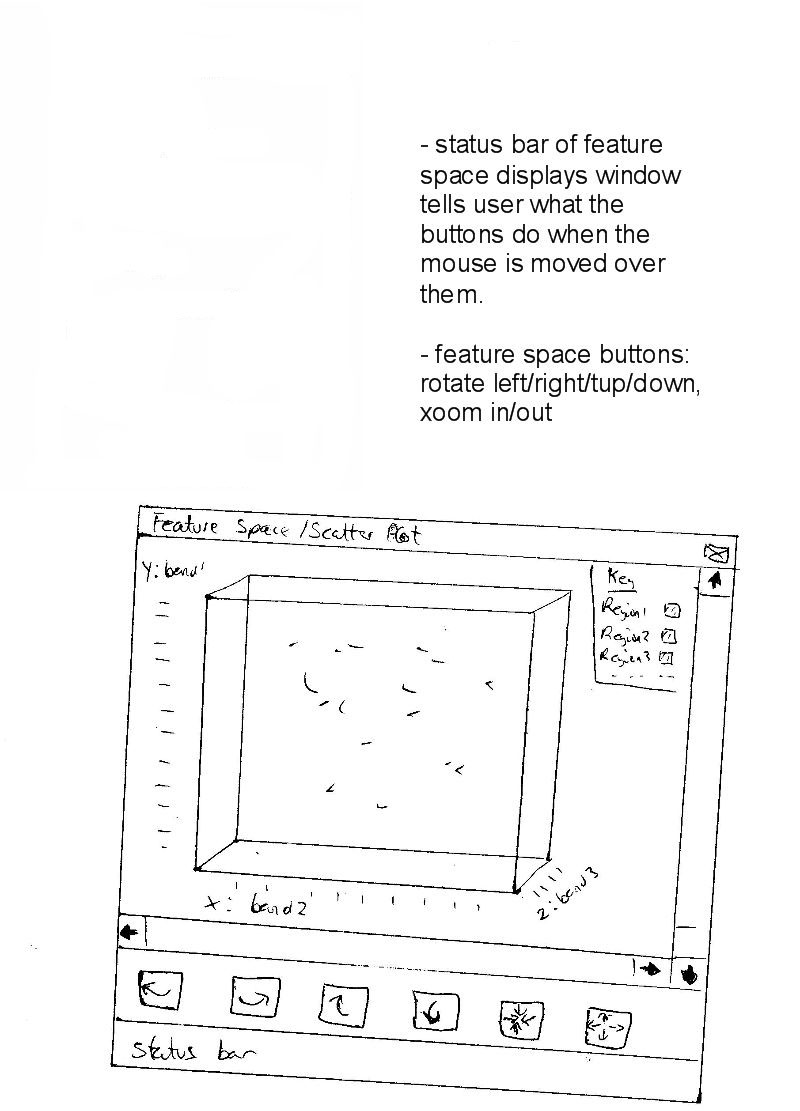 - status bar of feature
space displays window
tells user what the
buttons do when the
mouse is moved over
them.
- feature space buttons:
rotate left/right/tup/down,
xoom in/out
Feature Space / Scatter Plot
Y: band 1
Key
Region1
Region2
Region3
X: band2
Z: band3
Status bar